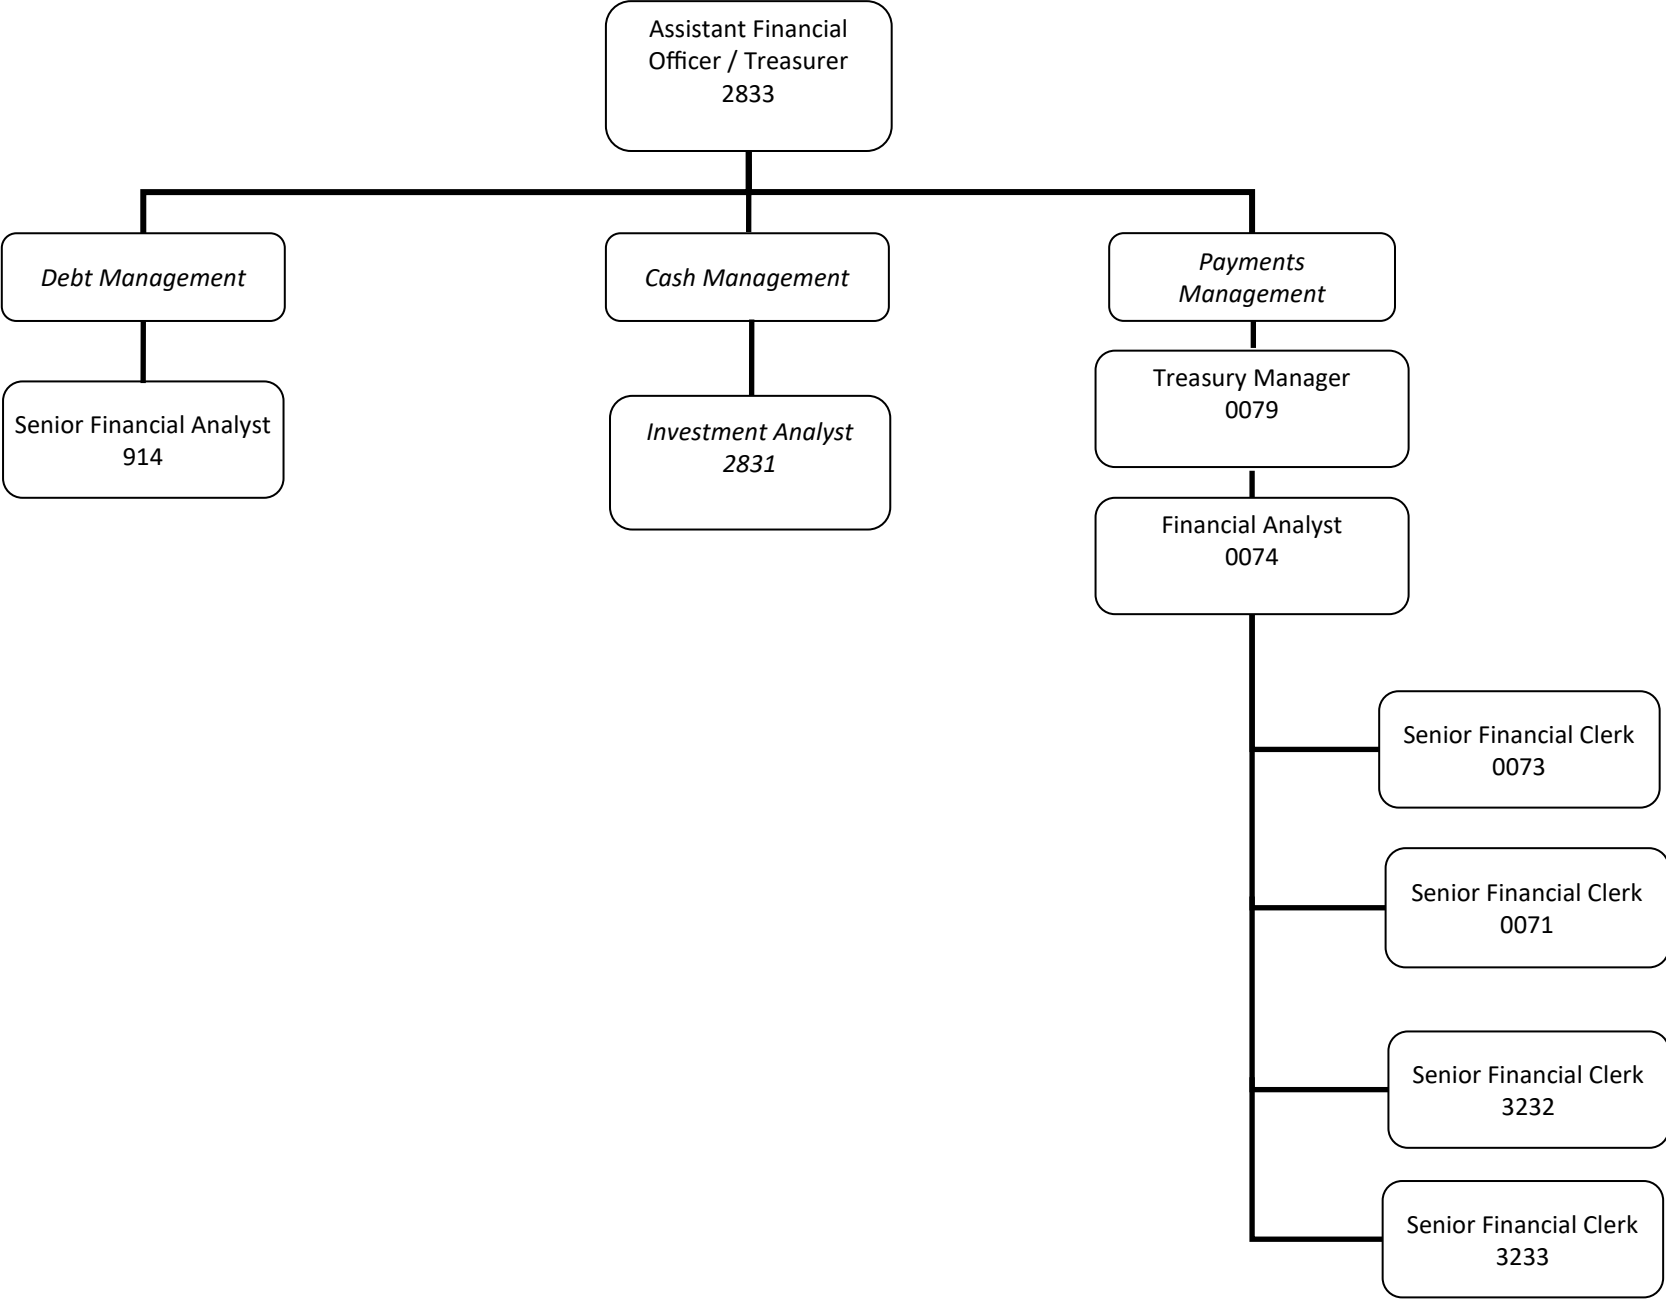 Assistant Financial
Officer / Treasurer
2833
Debt Management
Cash Management
Payments
Management
Senior Financial Analyst
914
Investment Analyst
2831
Treasury Manager
0079
Financial Analyst
0074
Senior Financial Clerk
0073
Senior Financial Clerk
0071
Senior Financial Clerk
3232
Senior Financial Clerk
3233